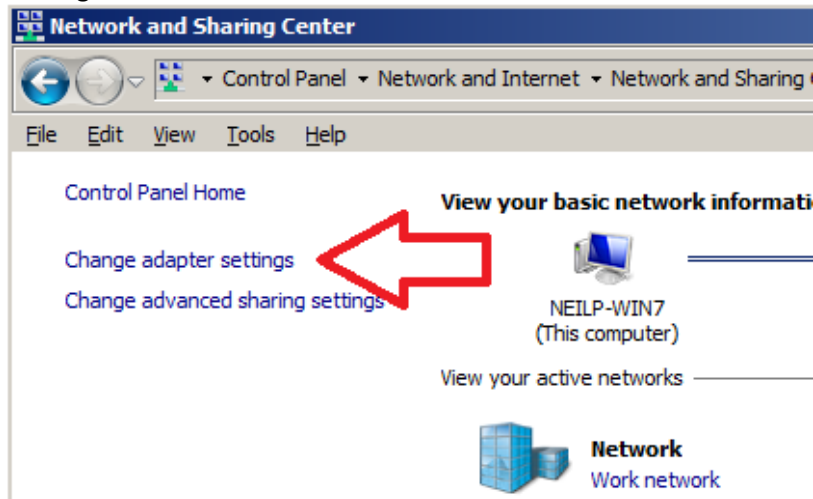 Network and Sharing Center
Control Panel Network and Internet Network and Sharing
File Edit View Tools Help
Control Panel Home
View your basic network informati
Change adapter settings
Change advanced sharing settings
NEILP-WIN7
(This computer)
View your active networks
Network
Work network